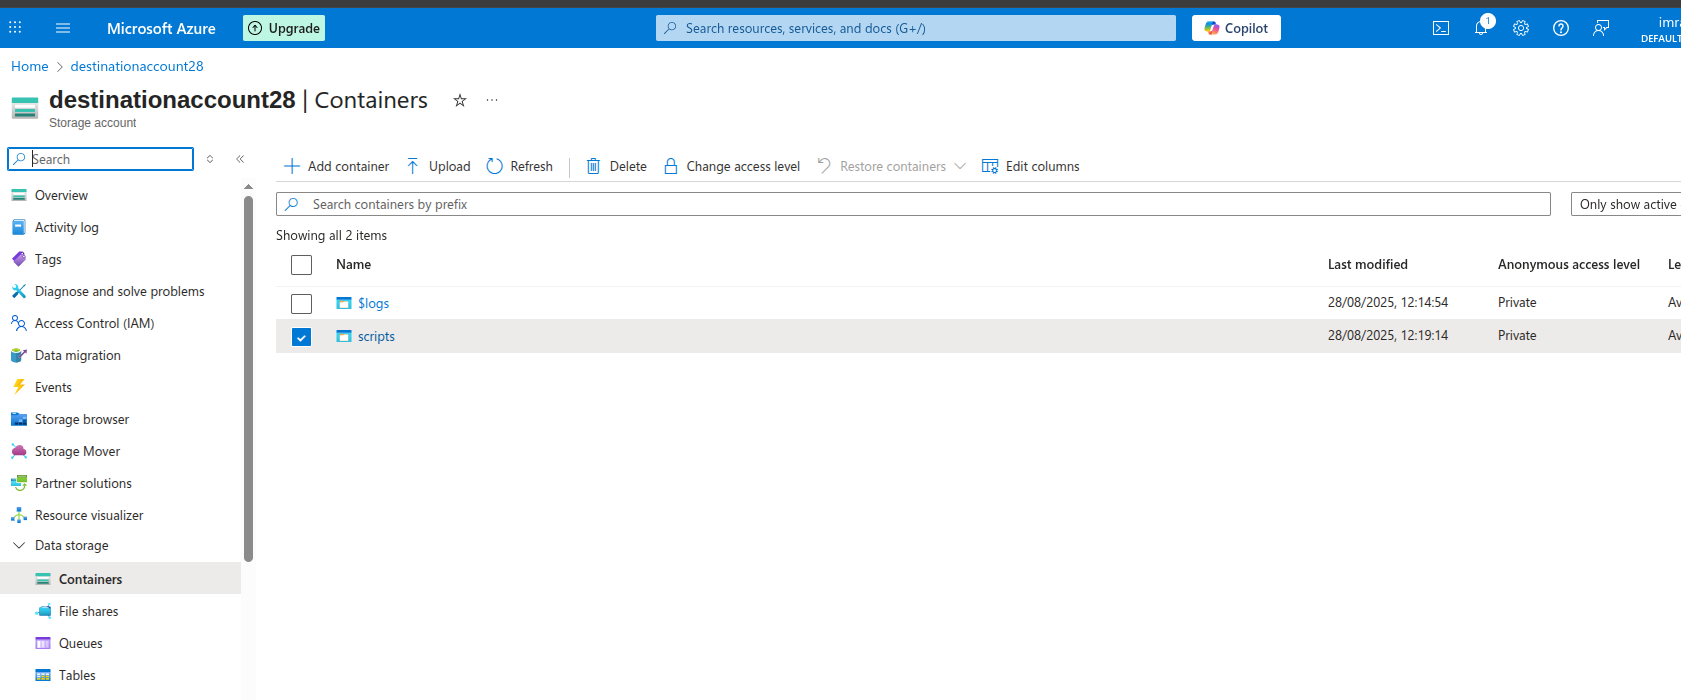 Microsoft Azure
Upgrade
Search resources, services, and docs (G+/)
Copilot
1
imra
DEFAULT
Home > destinationaccount28
destinationaccount28 | Containers
Storage account
Search
Add container
Upload
Refresh
Delete
Change access level
Restore containers
Edit columns
Overview
Activity log
Tags
Diagnose and solve problems
Access Control (IAM)
Data migration
Events
Storage browser
Storage Mover
Partner solutions
Resource visualizer
Data storage
Containers
File shares
Queues
Tables
Search containers by prefix
Only show active
Showing all 2 items
Name Last modified Anonymous access level Le
$logs 28/08/2025, 12:14:54 Private Av
scripts 28/08/2025, 12:19:14 Private Av